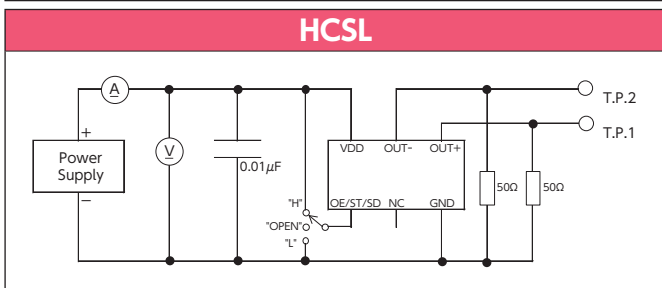 HCSL
A
T.P.2
T.P.1
+
Power
Supply
−
V
0.01μF
VDD OUT- OUT+
OE/ST/SD NC GND
50Ω 50Ω
"H"
"OPEN"
"L"